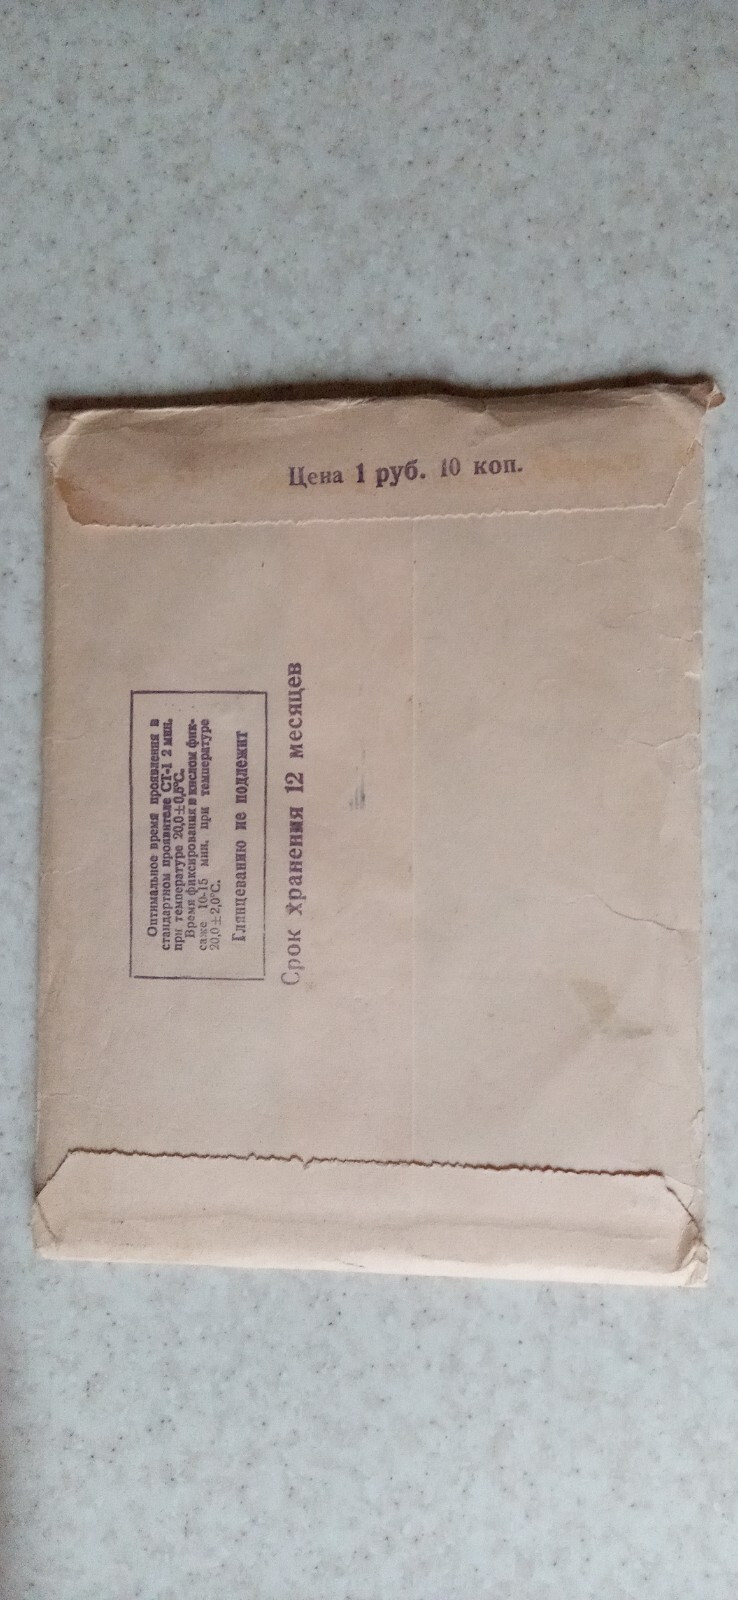 Цена 1 руб. 10 коп.
Оптимальное время проявления в
стандартном проявителе СТ-1 2 мин.
при температуре 20,0±0,5°С.
Время фиксирования в кислом фик-
саже 10-15 мин. при температуре
20,0±2,0°С.
Глянцеванию не подлежит
Срок хранения 12 месяцев